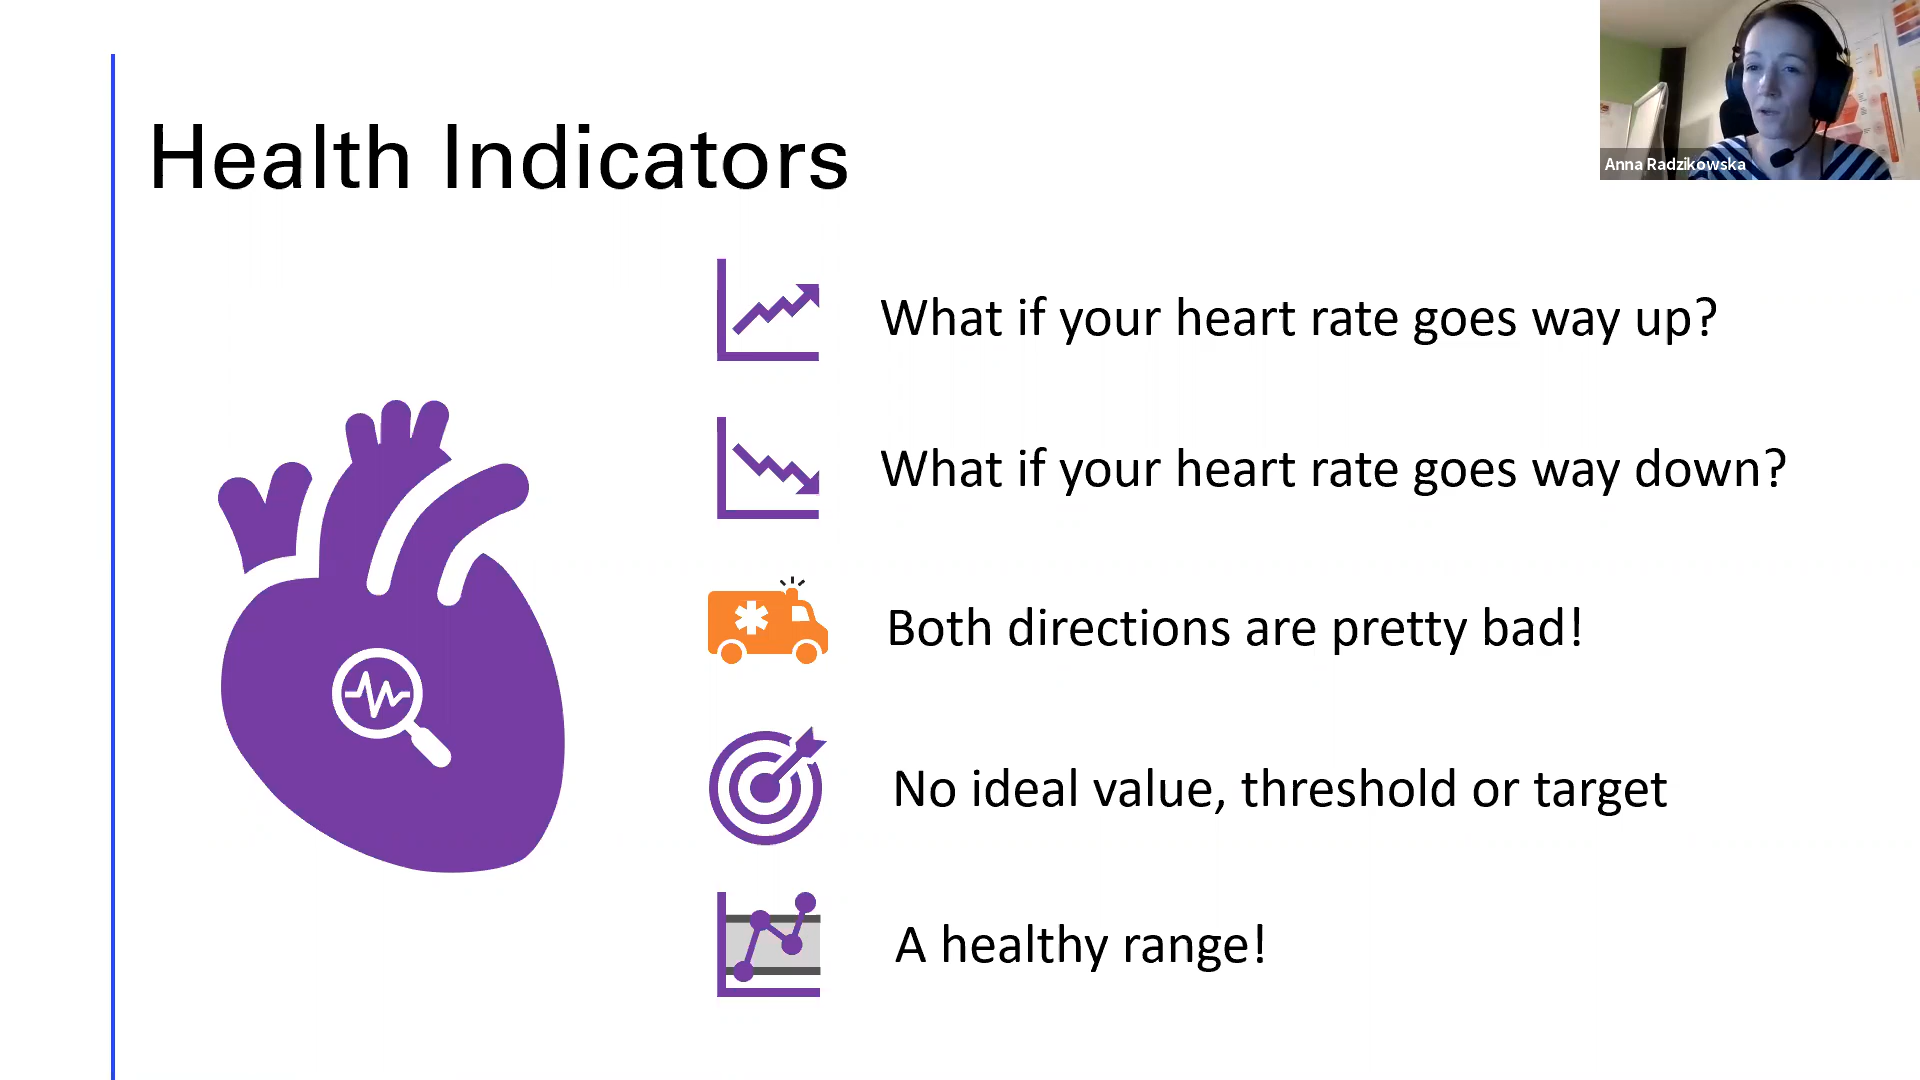 Health Indicators
Anna Radzikowska
What if your heart rate goes way up?
What if your heart rate goes way down?
Both directions are pretty bad!
No ideal value, threshold or target
A healthy range!